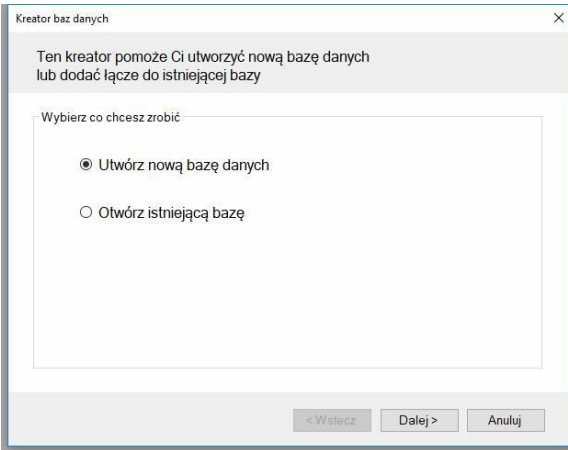 Kreator baz danych
Ten kreator pomoże Ci utworzyć nową bazę danych
lub dodać łącze do istniejącej bazy
Wybierz co chcesz zrobić
Utwórz nową bazę danych
Otwórz istniejącą bazę
< Wstecz Dalej > Anuluj